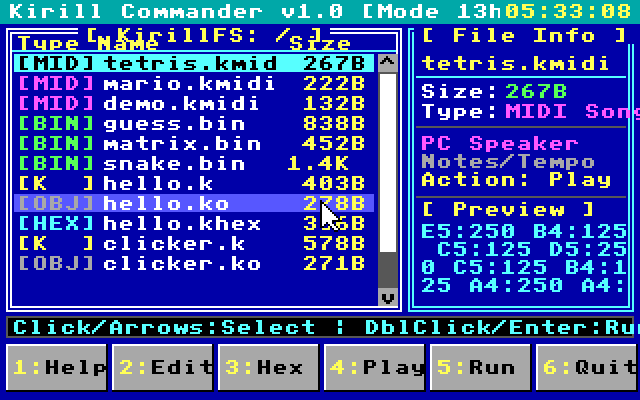 Kirill Commander v1.0 [Mode 13h05:33:08
[ KirillFS: / ]
Type Name Size
[MID] tetris.kmid 267B
[MID] mario.kmidi 222B
[MID] demo.kmidi 132B
[BIN] guess.bin 838B
[BIN] matrix.bin 452B
[BIN] snake.bin 1.4K
[K ] hello.k 403B
[OBJ] hello.ko 278B
[HEX] hello.khex
[K ] clicker.k 578B
[OBJ] clicker.ko 271B
[ File Info ]
tetris.kmidi
Size: 267B
Type: MIDI Song
PC Speaker
Notes/Tempo
Action: Play
[ Preview ]
E5:250 B4:125
C5:125 D5:25
0 C5:125 B4:1
25 A4:250 A4:
Click/Arrows:Select | DblClick/Enter:Ru
1:Help 2:Edit 3:Hex 4:Play 5:Run 6:Quit